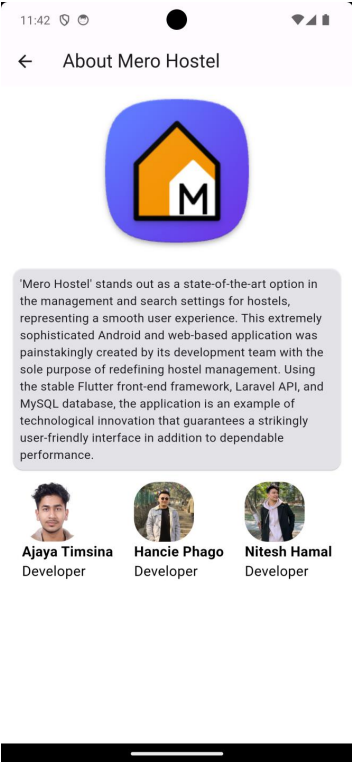 11:42
About Mero Hostel
M
'Mero Hostel' stands out as a state-of-the-art option in
the management and search settings for hostels,
representing a smooth user experience. This extremely
sophisticated Android and web-based application was
painstakingly created by its development team with the
sole purpose of redefining hostel management. Using
the stable Flutter front-end framework, Laravel API, and
MySQL database, the application is an example of
technological innovation that guarantees a strikingly
user-friendly interface in addition to dependable
performance.
Ajaya Timsina Hancie Phago Nitesh Hamal
Developer Developer Developer